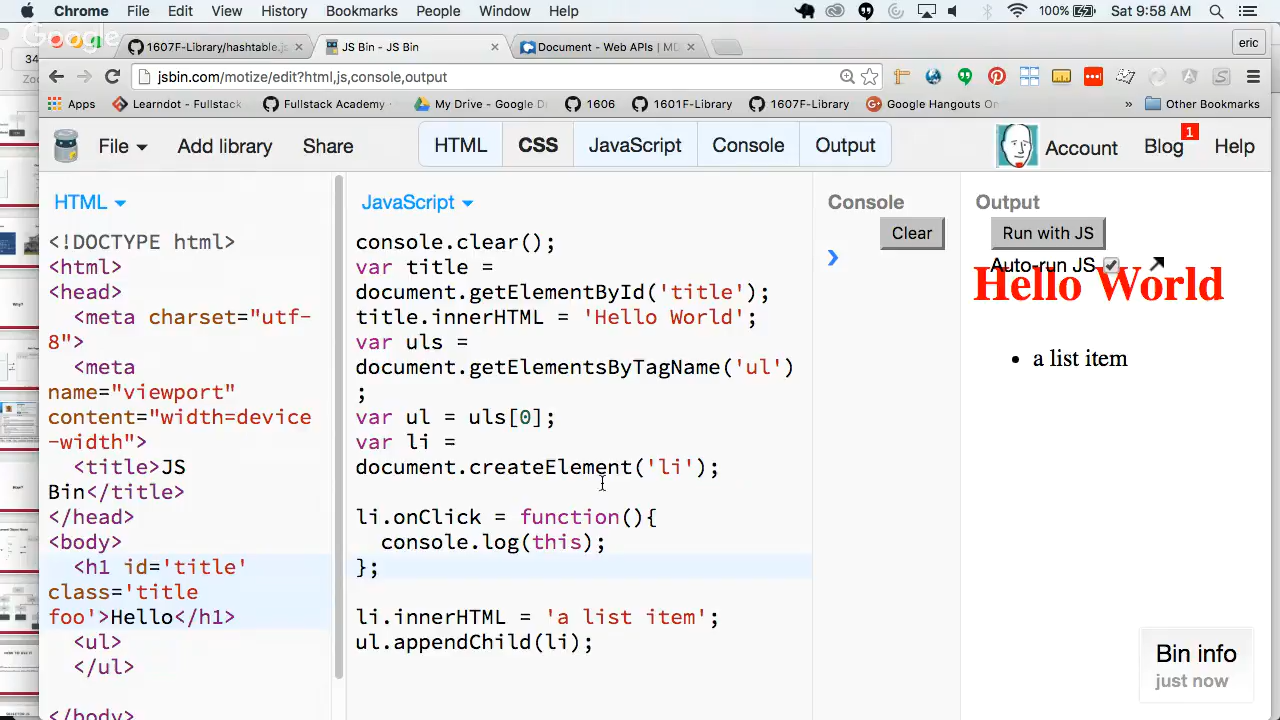 Chrome File Edit View History Bookmarks People Window Help 100% Sat 9:58 AM
Google
1607F-Library/hashtable.js JS Bin - JS Bin Document - Web APIs | MD eric
jsbin.com/motize/edit?html,js,console,output
Apps Learndot - Fullstack Fullstack Academy My Drive - Google D 1606 1601F-Library 1607F-Library Google Hangouts On » Other Bookmarks
File Add library Share HTML CSS JavaScript Console Output Account Blog 1 Help
HTML
<!DOCTYPE html>
<html>
<head>
<meta charset="utf-
8">
<meta
name="viewport"
content="width=device
-width">
<title>JS
Bin</title>
</head>
<body>
<h1 id='title'
class='title
foo'>Hello</h1>
<ul>
</ul>
</body>
JavaScript
console.clear();
var title =
document.getElementById('title');
title.innerHTML = 'Hello World';
var uls =
document.getElementsByTagName('ul')
;
var ul = uls[0];
var li =
document.createElement('li');
li.onClick = function(){
console.log(this);
};
li.innerHTML = 'a list item';
ul.appendChild(li);
Console
Clear
Output
Run with JS
Auto-run JS
Hello World
• a list item
Bin info
just now